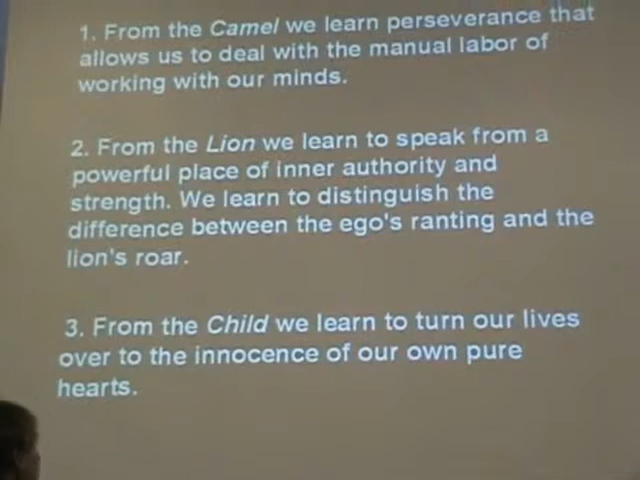 1. From the Camel we learn perseverance that
allows us to deal with the manual labor of
working with our minds.
2. From the Lion we learn to speak from a
powerful place of inner authority and
strength. We learn to distinguish the
difference between the ego's ranting and the
lion's roar.
3. From the Child we learn to turn our lives
over to the innocence of our own pure
hearts.